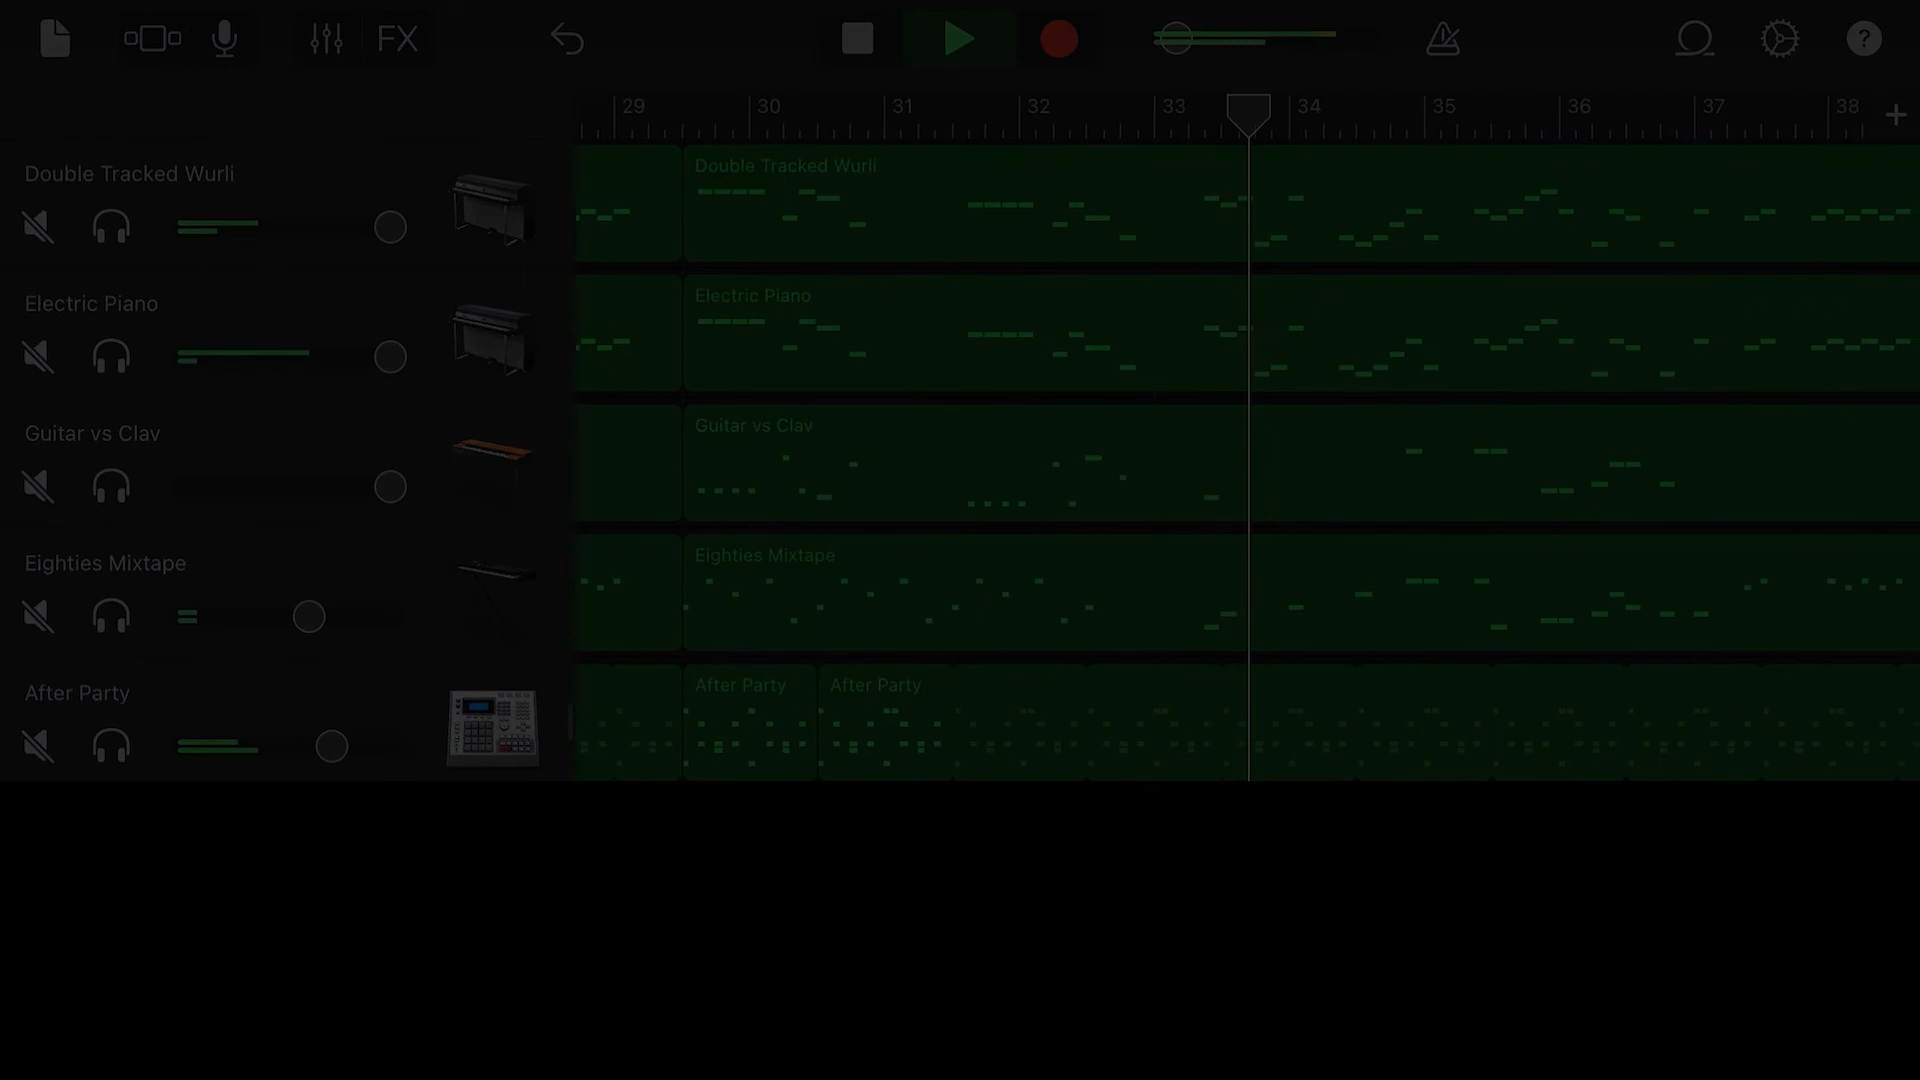 FX
?
29 30 31 32 33 34 35 36 37 38 +
Double Tracked Wurli
Double Tracked Wurli
Electric Piano
Electric Piano
Guitar vs Clav
Guitar vs Clav
Eighties Mixtape
Eighties Mixtape
After Party
After Party After Party